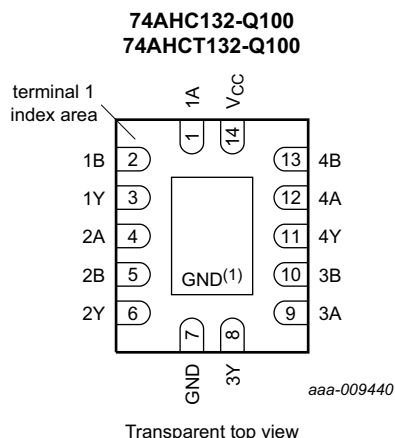 74AHC132-Q100
74AHCT132-Q100
terminal 1
index area
1A
VCC
1
14
1B 2
13 4B
1Y 3
12 4A
2A 4
11 4Y
2B 5
10 3B
GND(1)
2Y 6
9 3A
7
8
GND
3Y
aaa-009440
Transparent top view